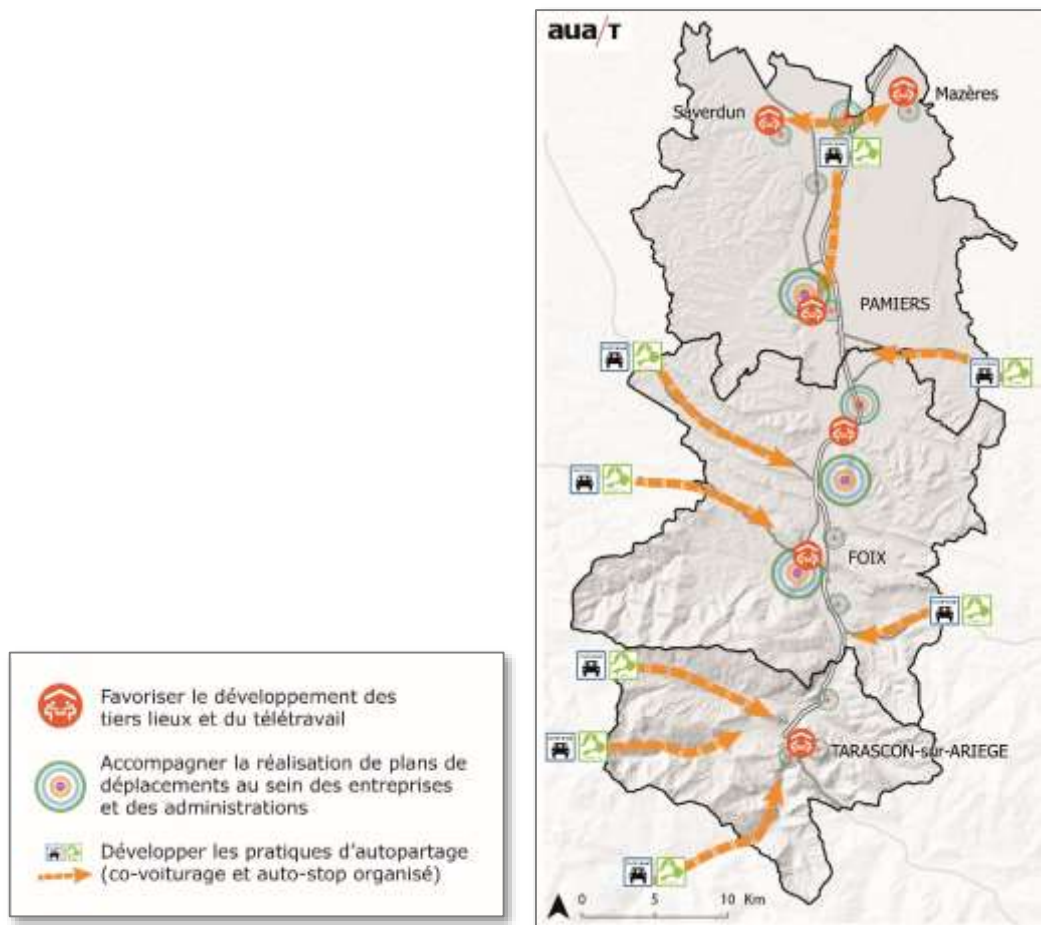 aua/T
Mazères
Saverdun
PAMIERS
FOIX
TARASCON-sur-ARIEGE
0 5 10 Km
Favoriser le développement des
tiers lieux et du télétravail
Accompagner la réalisation de plans de
déplacements au sein des entreprises
et des administrations
Développer les pratiques d'autopartage
(co-voiturage et auto-stop organisé)